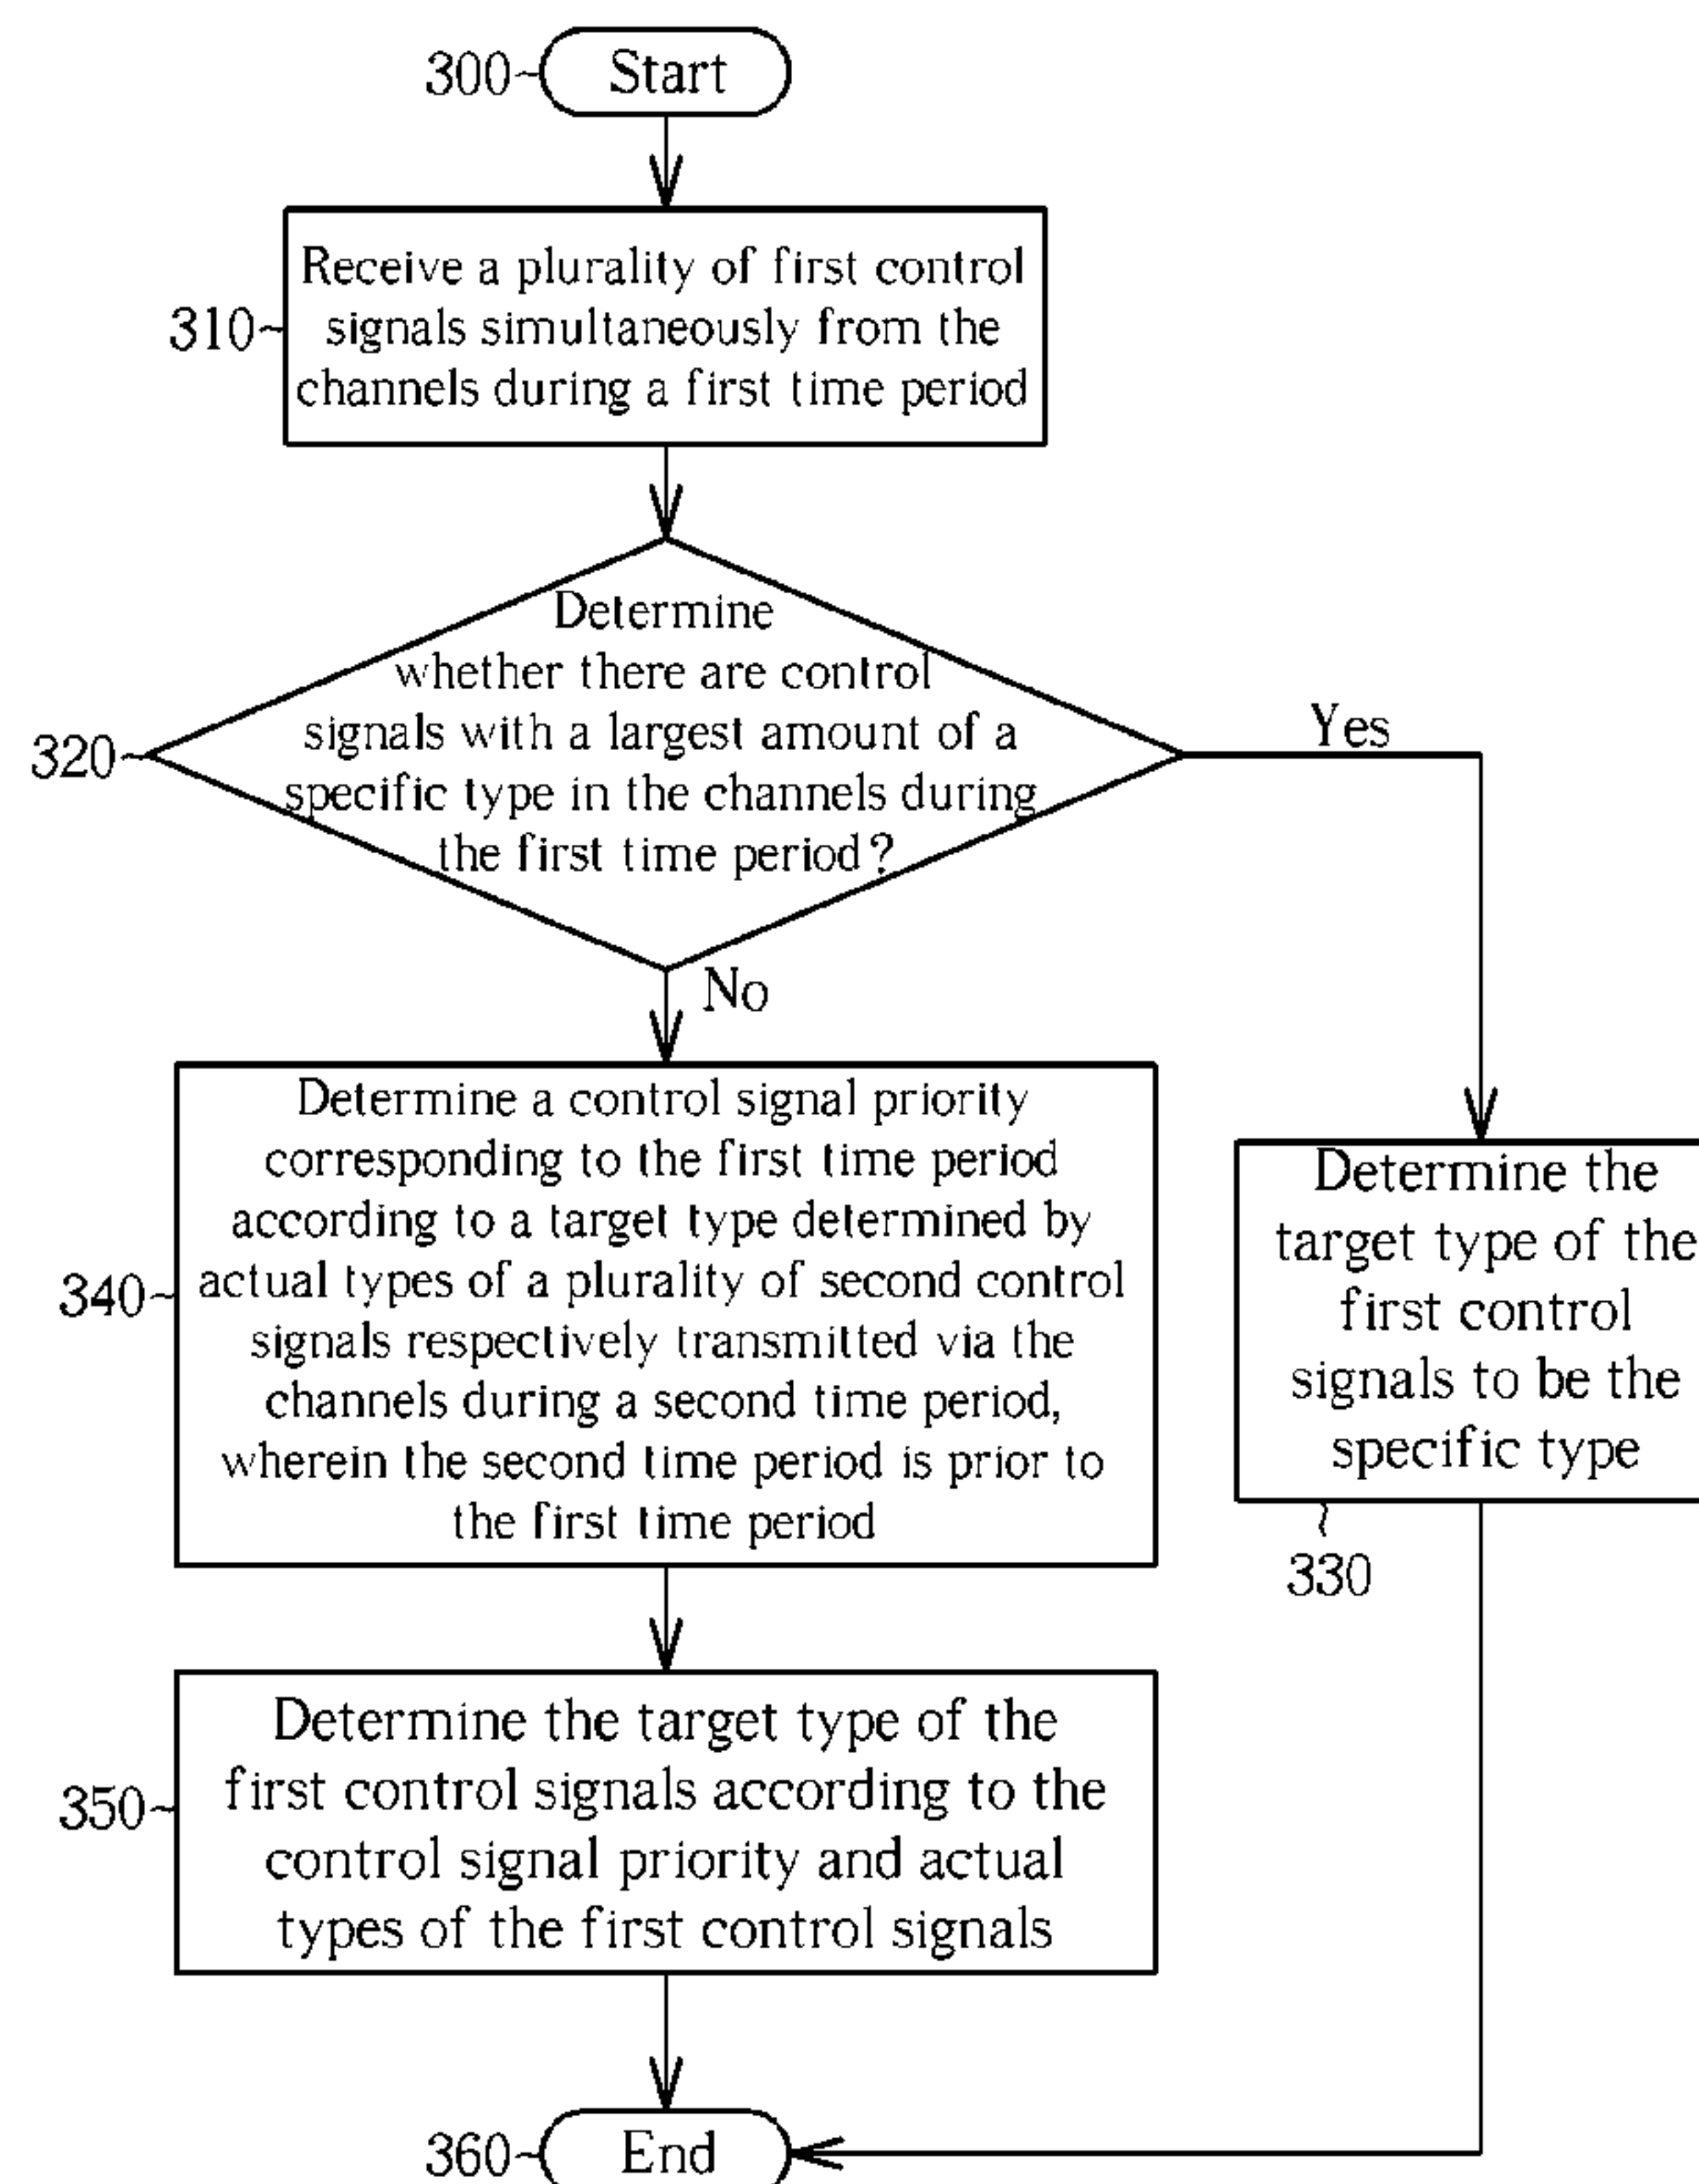 300
Start
310
Receive a plurality of first control
signals simultaneously from the
channels during a first time period
320
Determine
whether there are control
signals with a largest amount of a
specific type in the channels during
the first time period?
Yes
No
340
Determine a control signal priority
corresponding to the first time period
according to a target type determined by
actual types of a plurality of second control
signals respectively transmitted via the
channels during a second time period,
wherein the second time period is prior to
the first time period
Determine the
target type of the
first control
signals to be the
specific type
330
350
Determine the target type of the
first control signals according to the
control signal priority and actual
types of the first control signals
360
End